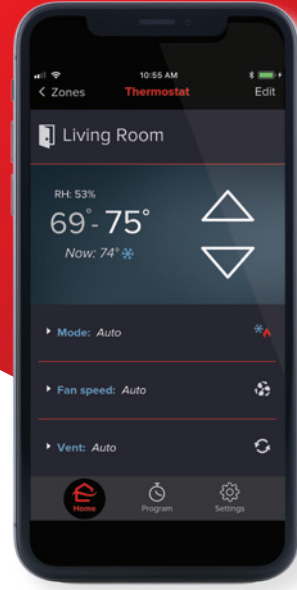 10:55 AM
Zones
Thermostat
Edit
Living Room
RH: 53%
69°- 75°
Now: 74°
Mode: Auto
Fan speed: Auto
Vent: Auto
Home
Program
Settings